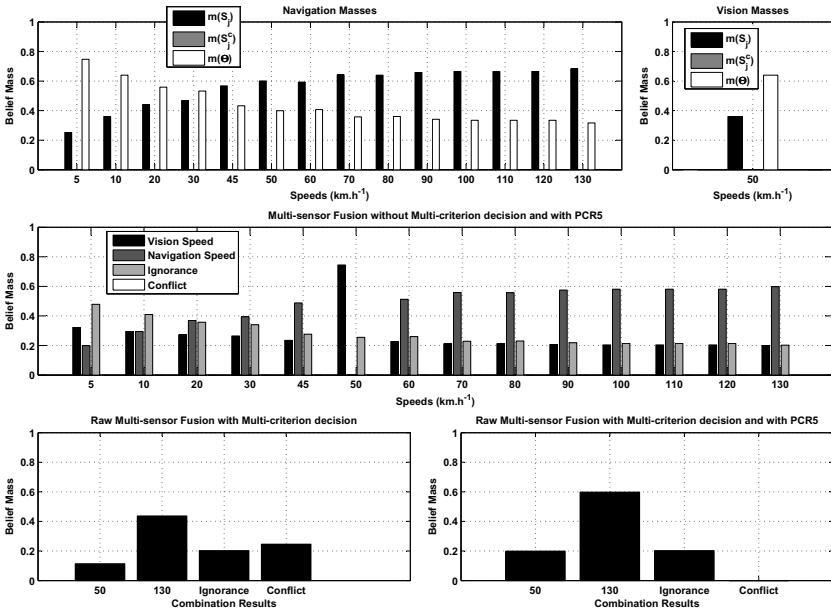 Navigation Masses
Belief Mass
1
0.8
0.6
0.4
0.2
0
m(S_j)
m(S_j^c)
m(Θ)
5 10 20 30 45 50 60 70 80 90 100 110 120 130
Speeds (km.h⁻¹)
Vision Masses
Belief Mass
1
0.8
0.6
0.4
0.2
0
m(S_j)
m(S_j^c)
m(Θ)
50
Speeds (km.h⁻¹)
Multi-sensor Fusion without Multi-criterion decision and with PCR5
Belief Mass
1
0.8
0.6
0.4
0.2
0
Vision Speed
Navigation Speed
Ignorance
Conflict
5 10 20 30 45 50 60 70 80 90 100 110 120 130
Speeds (km.h⁻¹)
Raw Multi-sensor Fusion with Multi-criterion decision
Belief Mass
1
0.8
0.6
0.4
0.2
0
50 130 Ignorance Conflict
Combination Results
Raw Multi-sensor Fusion with Multi-criterion decision and with PCR5
Belief Mass
1
0.8
0.6
0.4
0.2
0
50 130 Ignorance Conflict
Combination Results